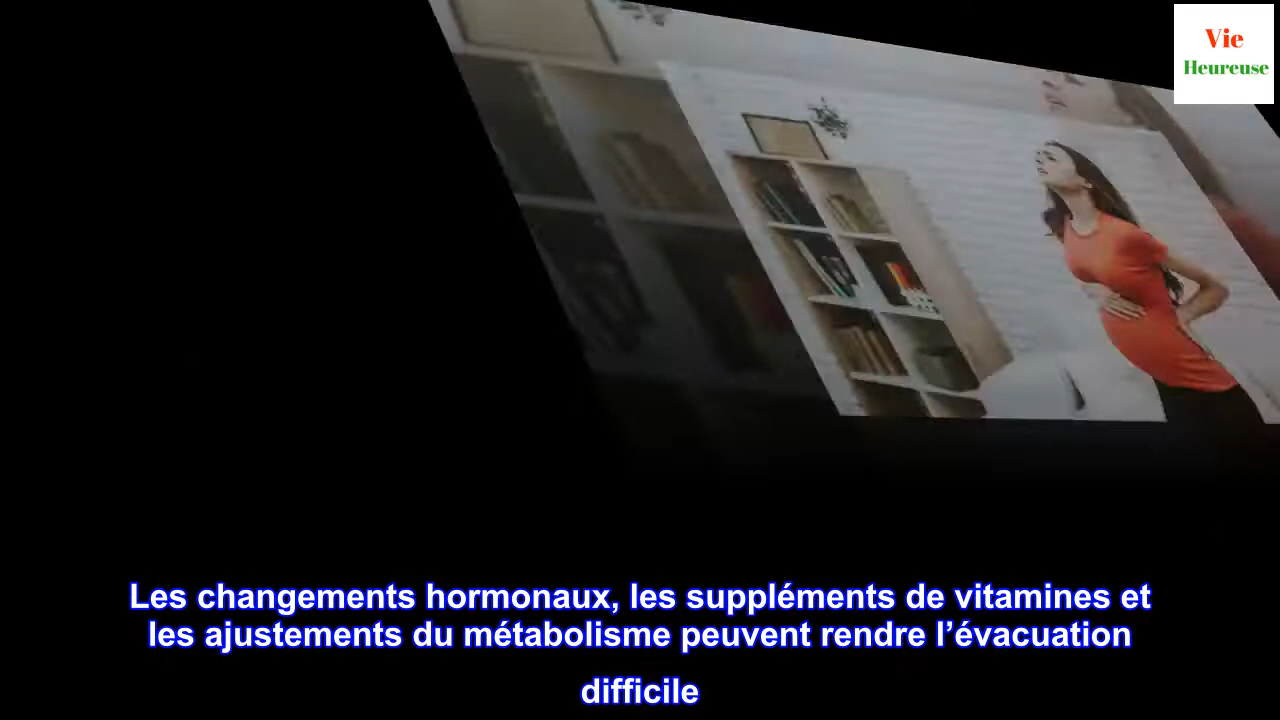 Vie
Heureuse
Les changements hormonaux, les suppléments de vitamines et
les ajustements du métabolisme peuvent rendre l’évacuation
difficile